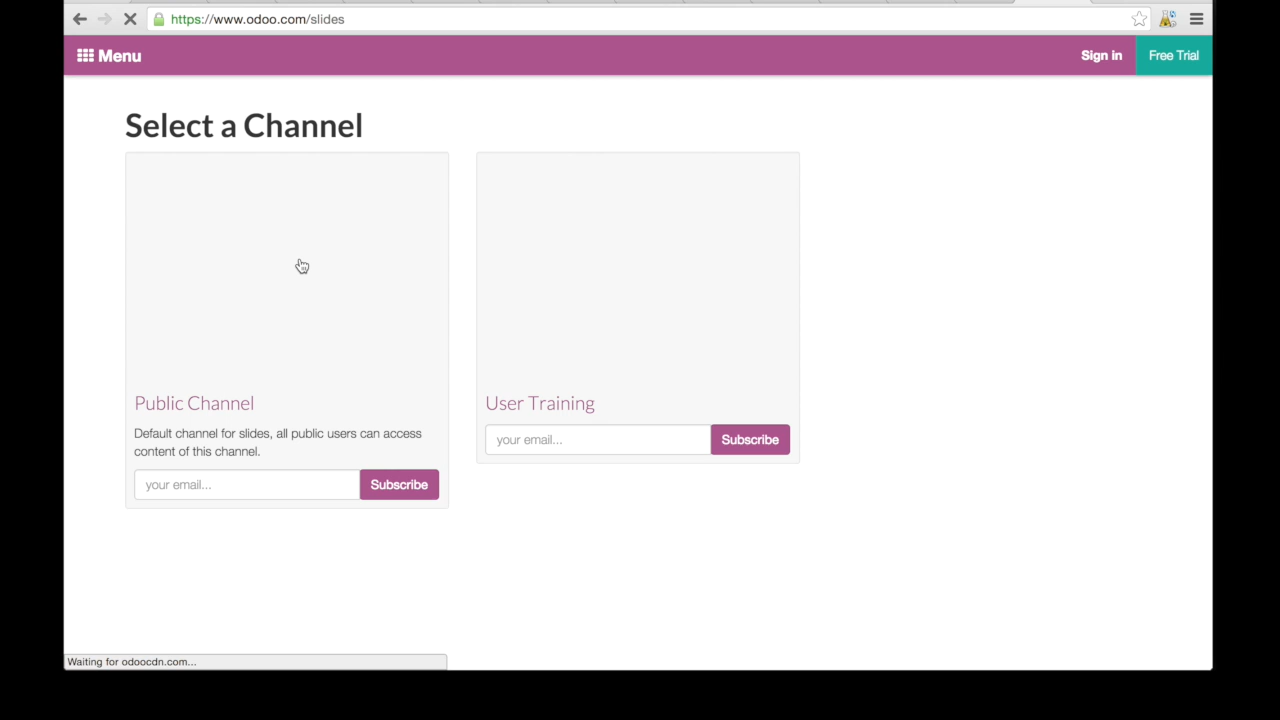 https://www.odoo.com/slides
Menu
Sign in
Free Trial
Select a Channel
Public Channel
Default channel for slides, all public users can access
content of this channel.
your email...
Subscribe
User Training
your email...
Subscribe
Waiting for odoocdn.com...